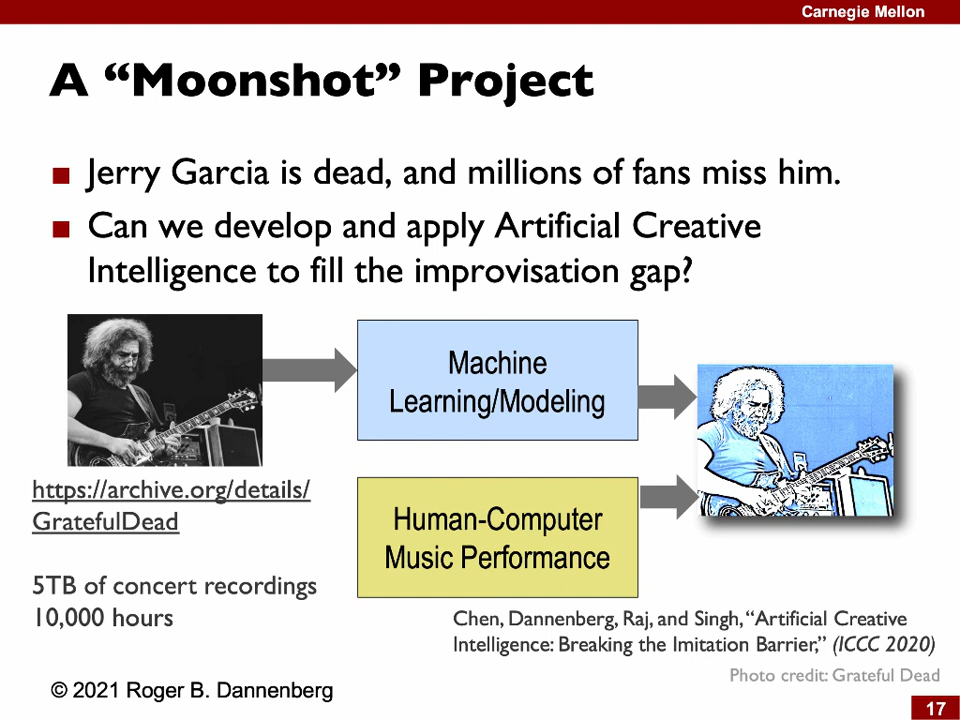 Carnegie Mellon
A “Moonshot” Project
■ Jerry Garcia is dead, and millions of fans miss him.
■ Can we develop and apply Artificial Creative
Intelligence to fill the improvisation gap?
Machine
Learning/Modeling
https://archive.org/details/
GratefulDead
Human-Computer
Music Performance
5TB of concert recordings
10,000 hours
Chen, Dannenberg, Raj, and Singh, “Artificial Creative
Intelligence: Breaking the Imitation Barrier,” (ICCC 2020)
Photo credit: Grateful Dead
© 2021 Roger B. Dannenberg
17